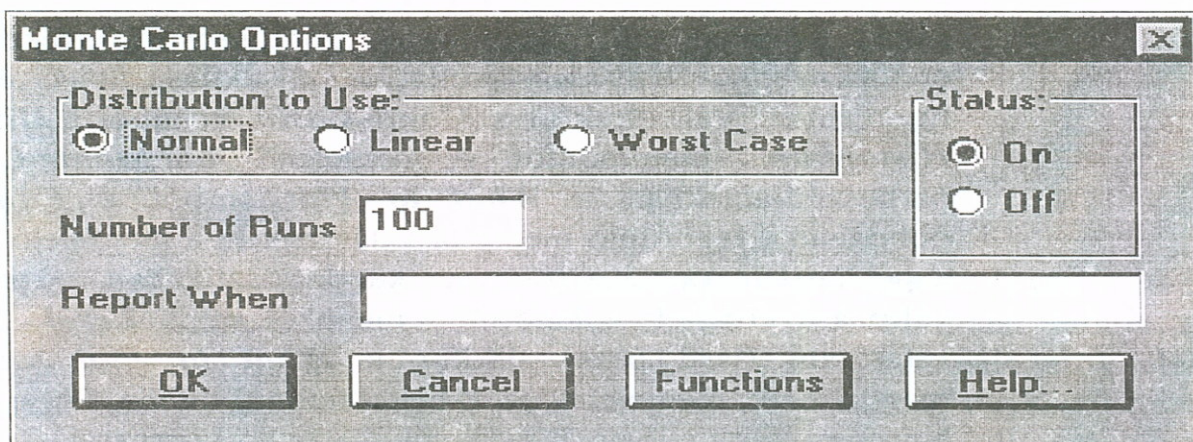 Monte Carlo Options
Distribution to Use:
Normal Linear Worst Case
Status:
On
Off
Number of Runs 100
Report When
OK Cancel Functions Help...